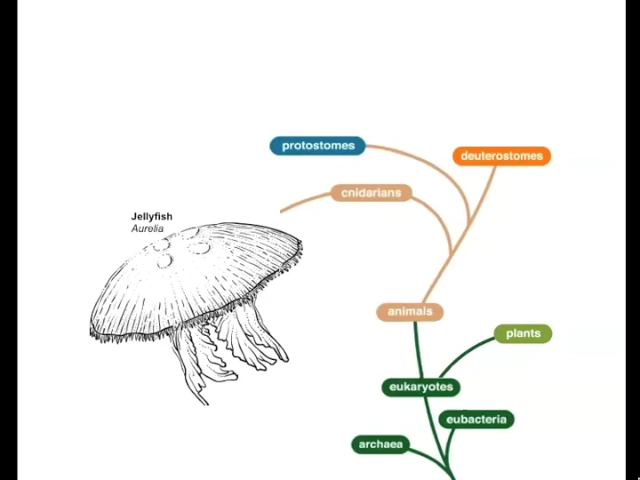 protostomes
deuterostomes
cnidarians
Jellyfish
Aurelia
animals
plants
eukaryotes
eubacteria
archaea